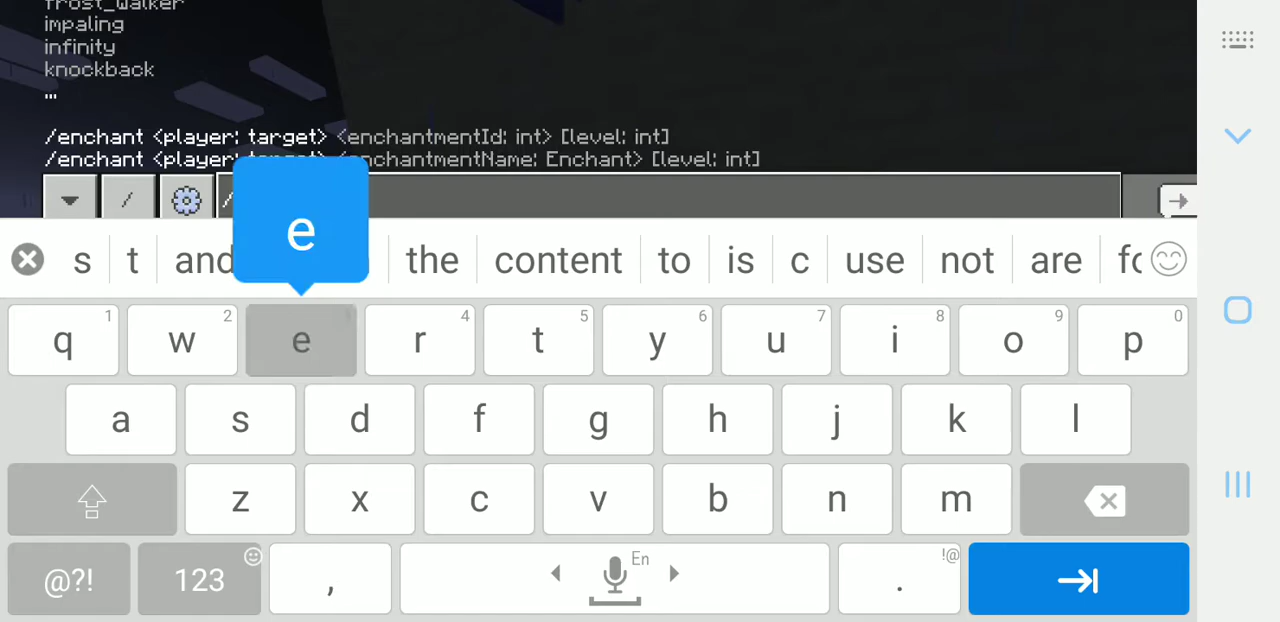 frost_walker
impaling
infinity
knockback
...
/enchant <player: target> <enchantmentId: int> [level: int]
/enchant <player: target> <enchantmentName: Enchant> [level: int]
/
/
e
s t and the content to is c use not are
q 1 w 2 e r 4 t 5 y 6 u 7 i 8 o 9 p 0
a s d f g h j k l
z x c v b n m
@?! 123 , En . !@